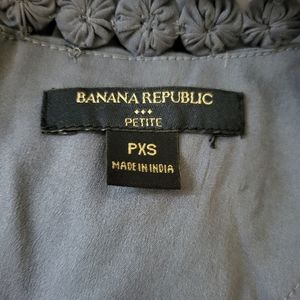 BANANA REPUBLIC
PETITE
PXS
MADE IN INDIA